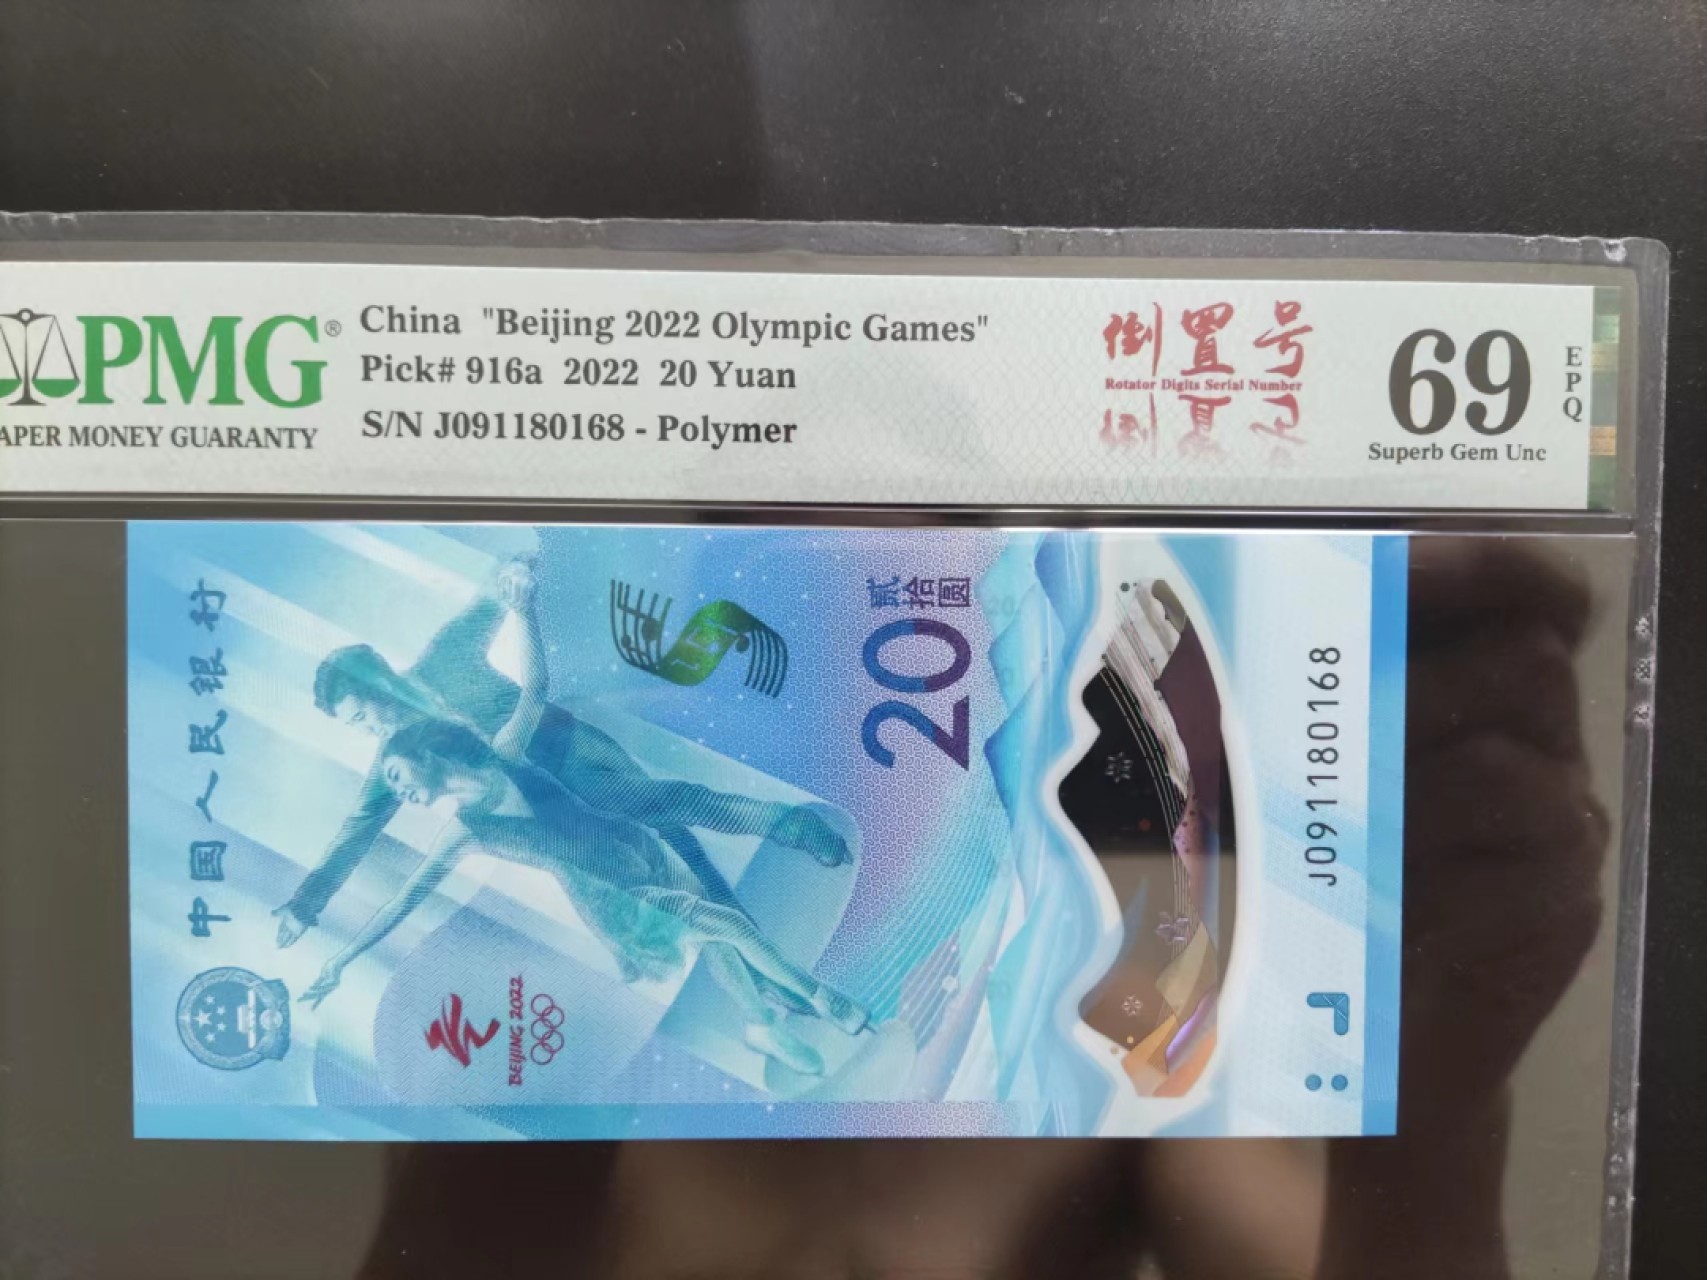 PMG®
APER MONEY GUARANTY
China "Beijing 2022 Olympic Games"
Pick# 916a 2022 20 Yuan
S/N J091180168 - Polymer
倒置号
Rotator Digits Serial Number
69
EPQ
Superb Gem Unc
中国人民银行
贰拾圆
20
BEIJING 2022
J091180168